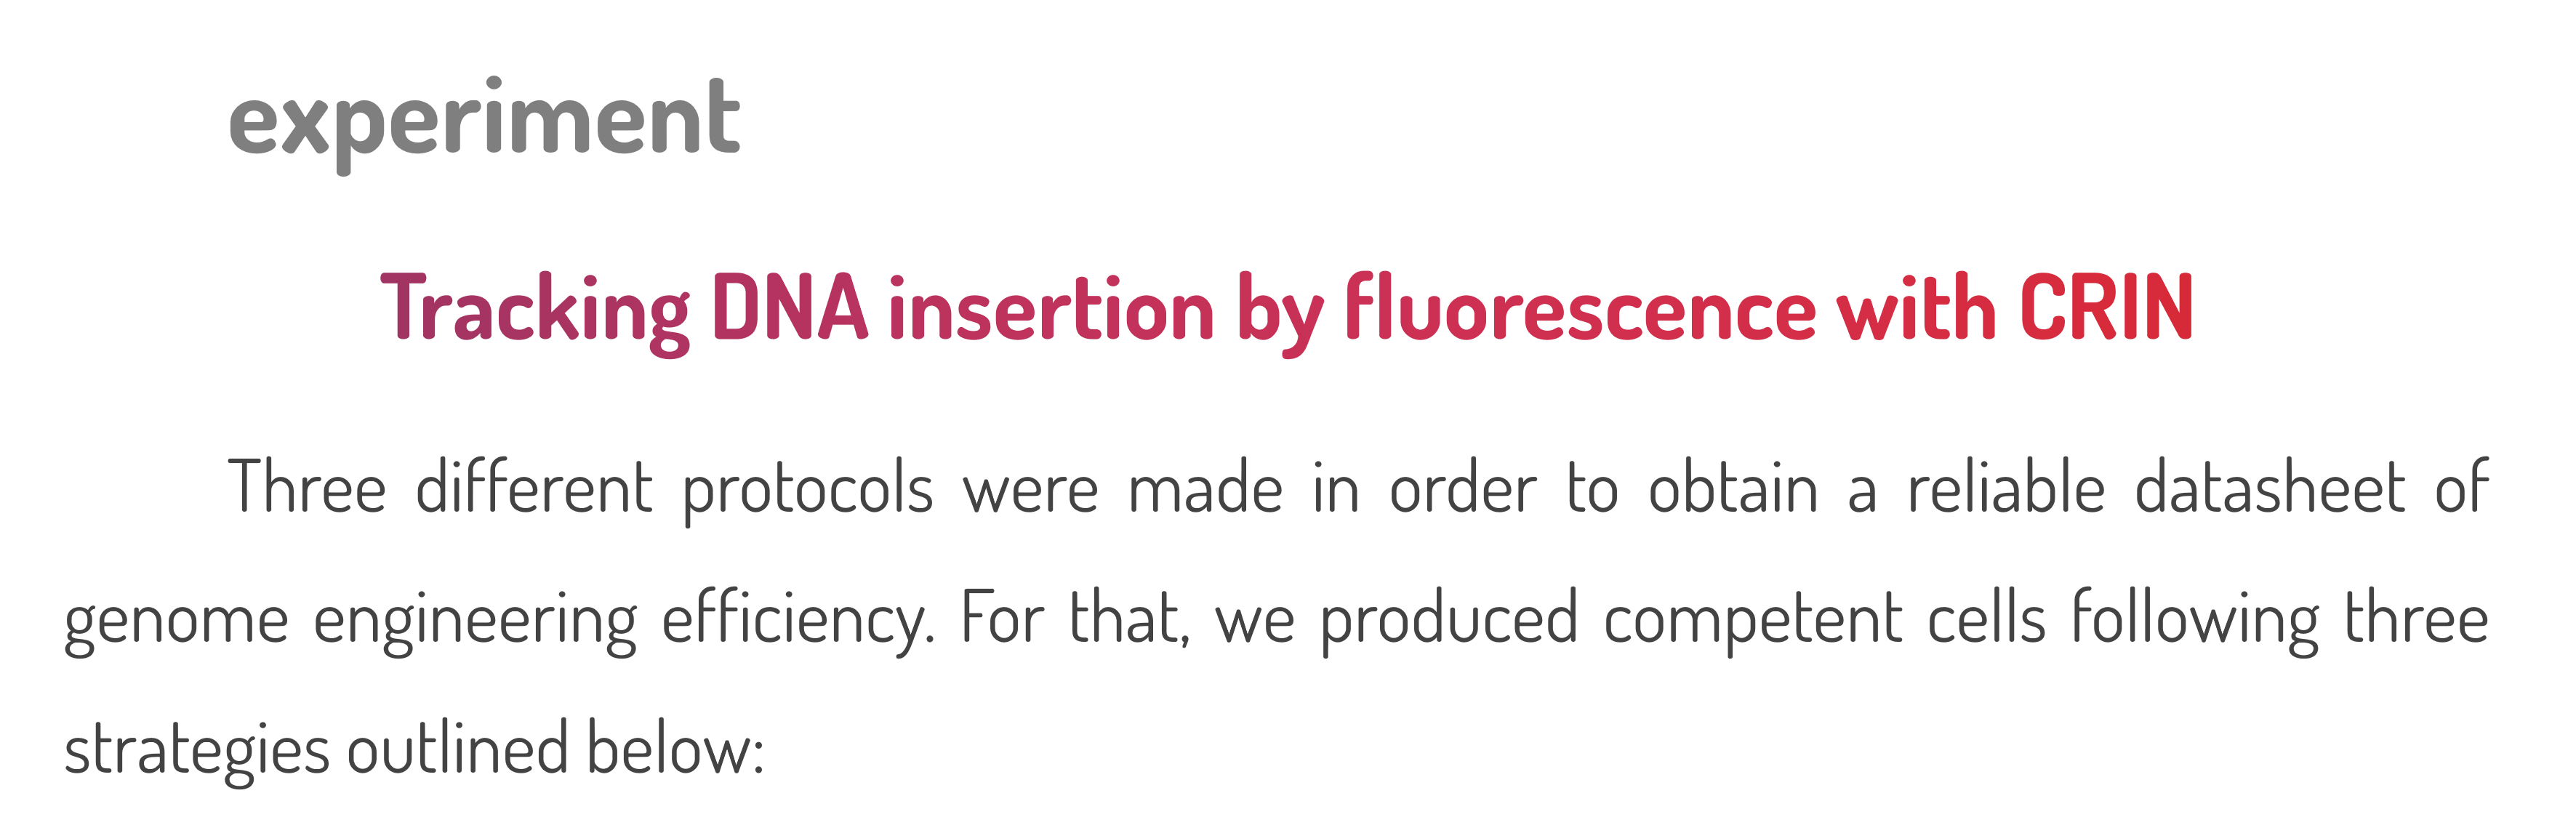 experiment
Tracking DNA insertion by fluorescence with CRIN
Three different protocols were made in order to obtain a reliable datasheet of
genome engineering efficiency. For that, we produced competent cells following three
strategies outlined below: